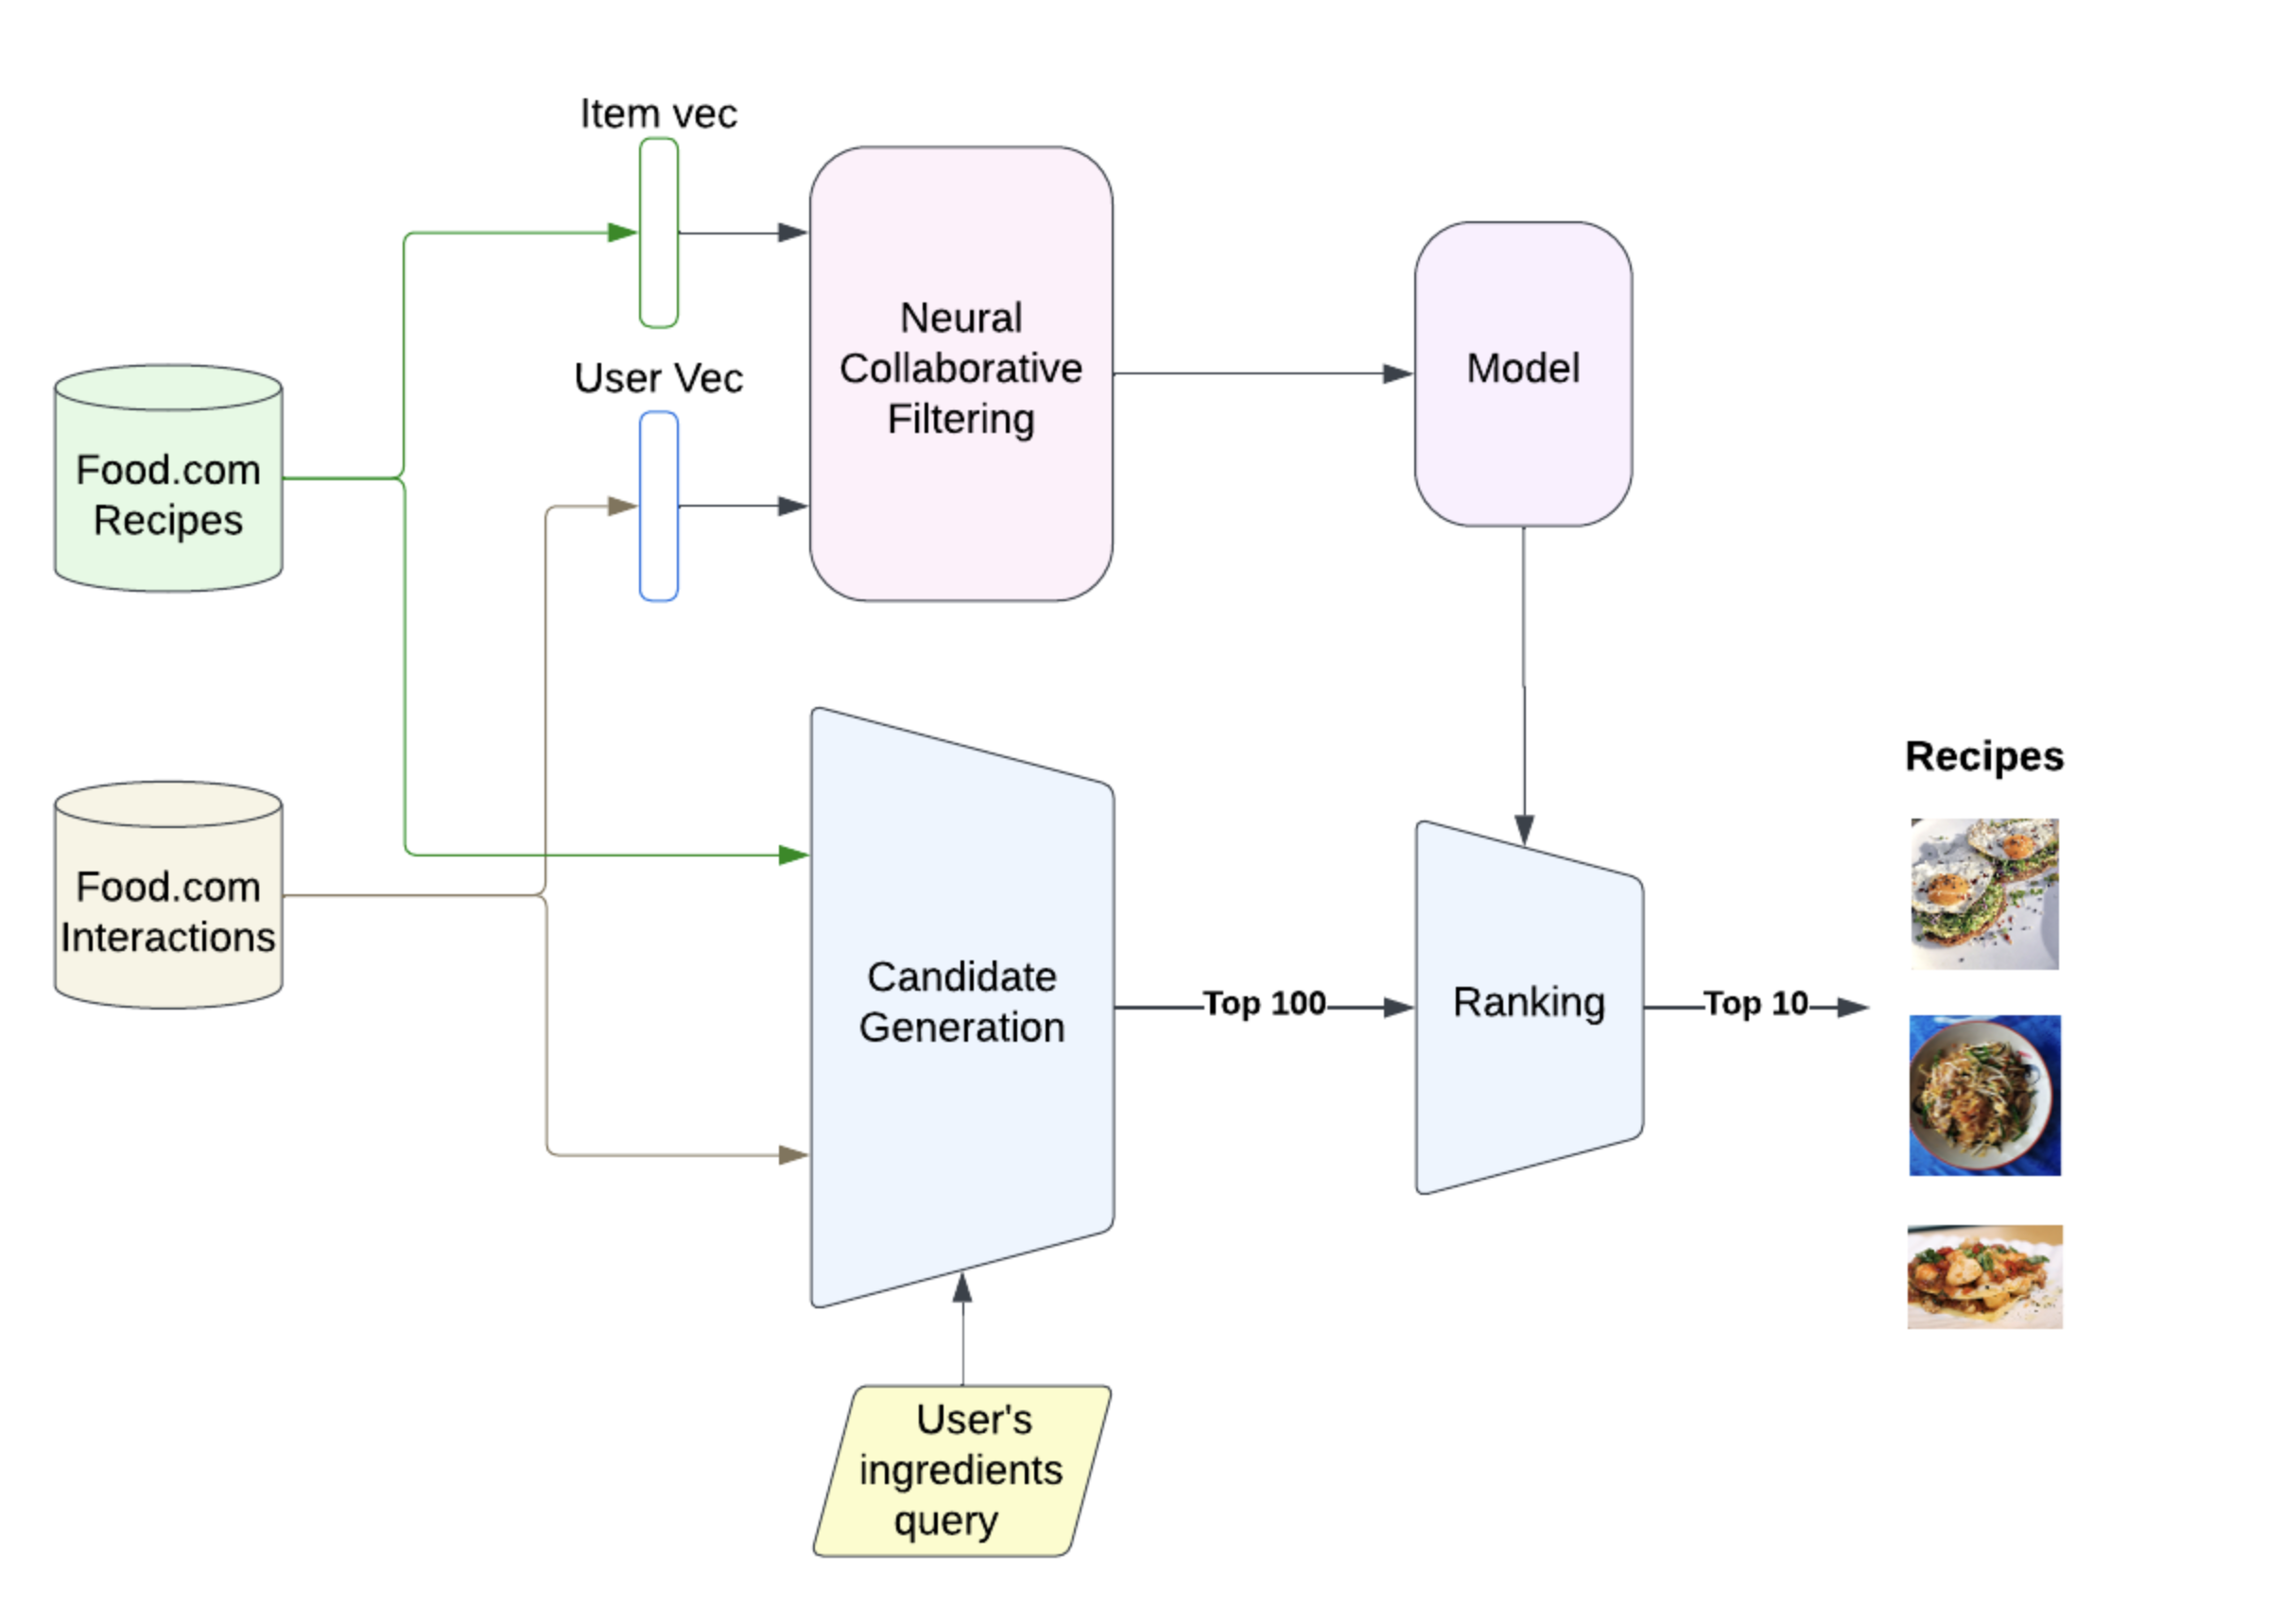 Item vec
User Vec
Neural
Collaborative
Filtering
Model
Food.com
Recipes
Food.com
Interactions
Candidate
Generation
Top 100
Ranking
Top 10
Recipes
User's
ingredients
query